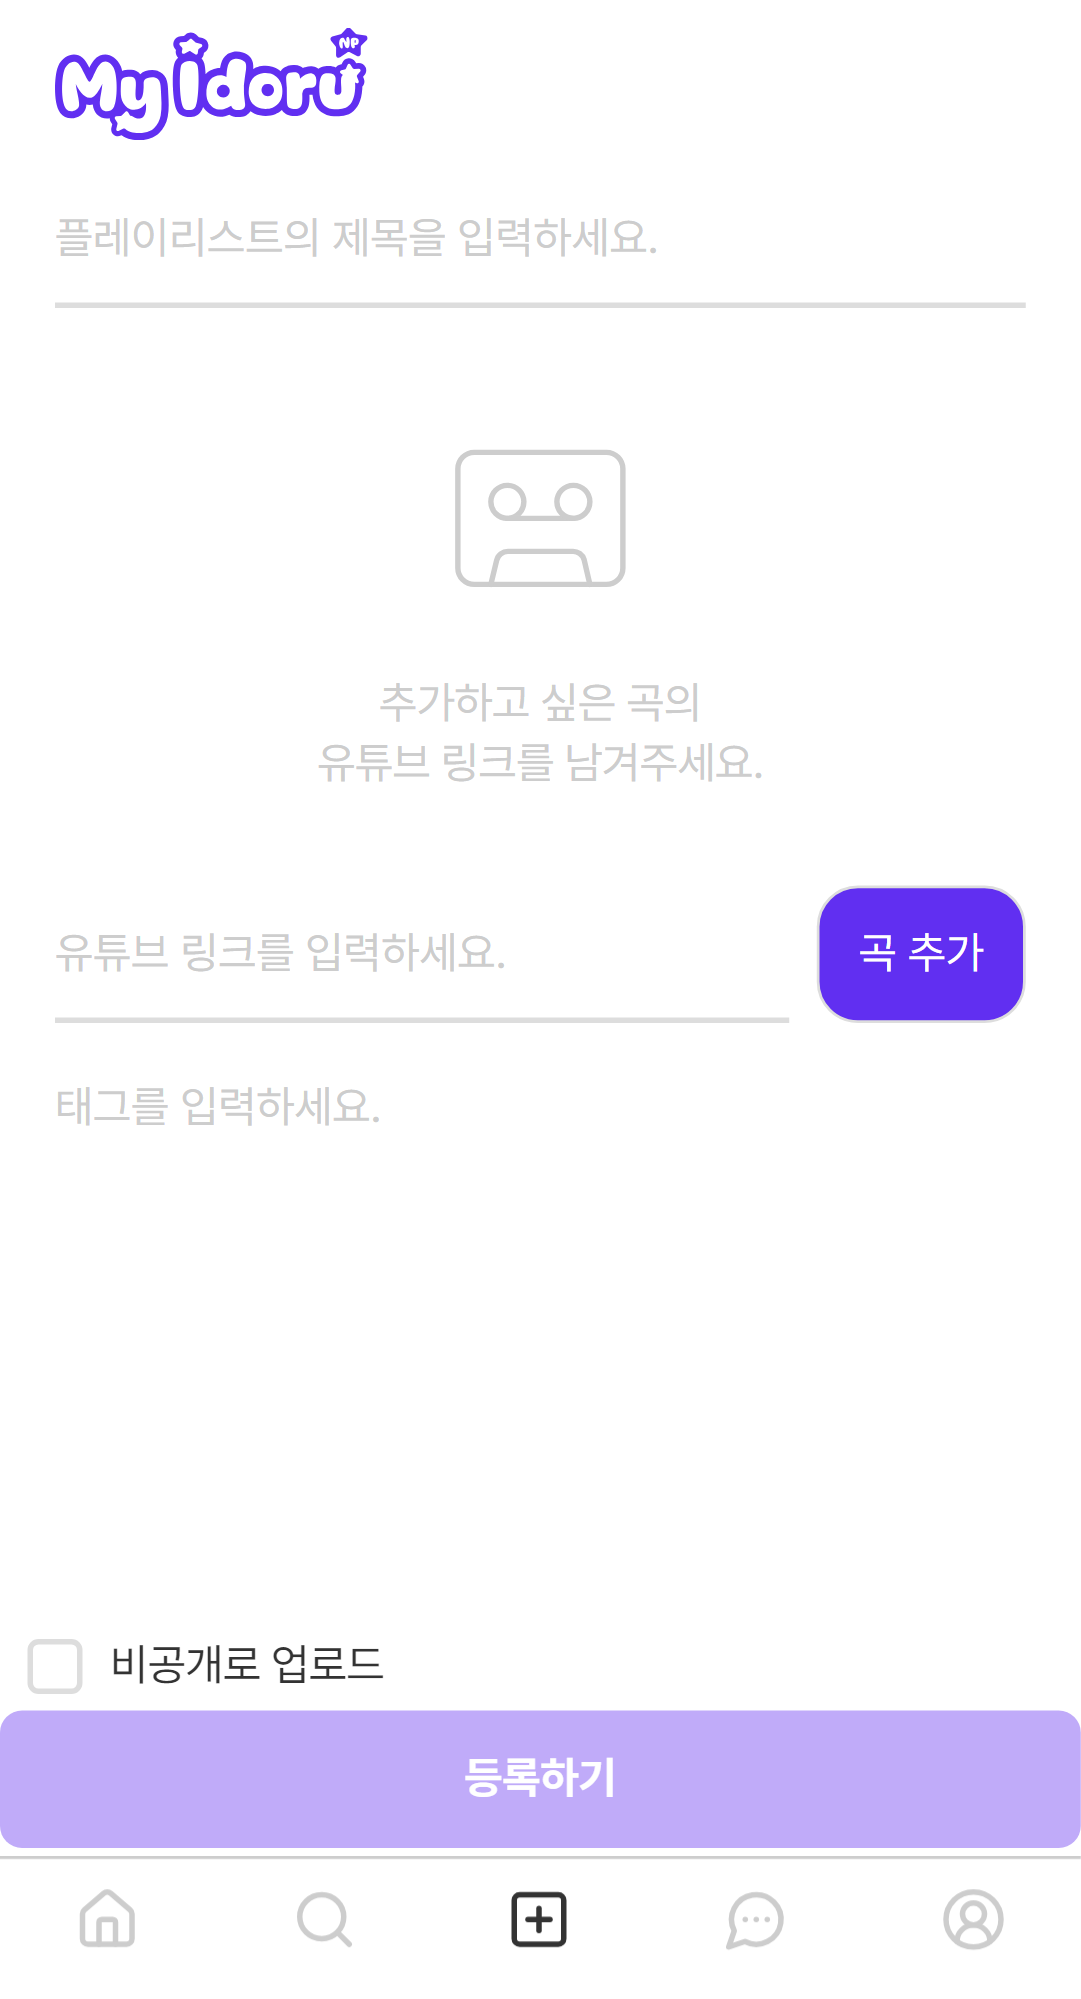 NP
My idoru
플레이리스트의 제목을 입력하세요.
추가하고 싶은 곡의
유튜브 링크를 남겨주세요.
유튜브 링크를 입력하세요.
곡 추가
태그를 입력하세요.
비공개로 업로드
등록하기